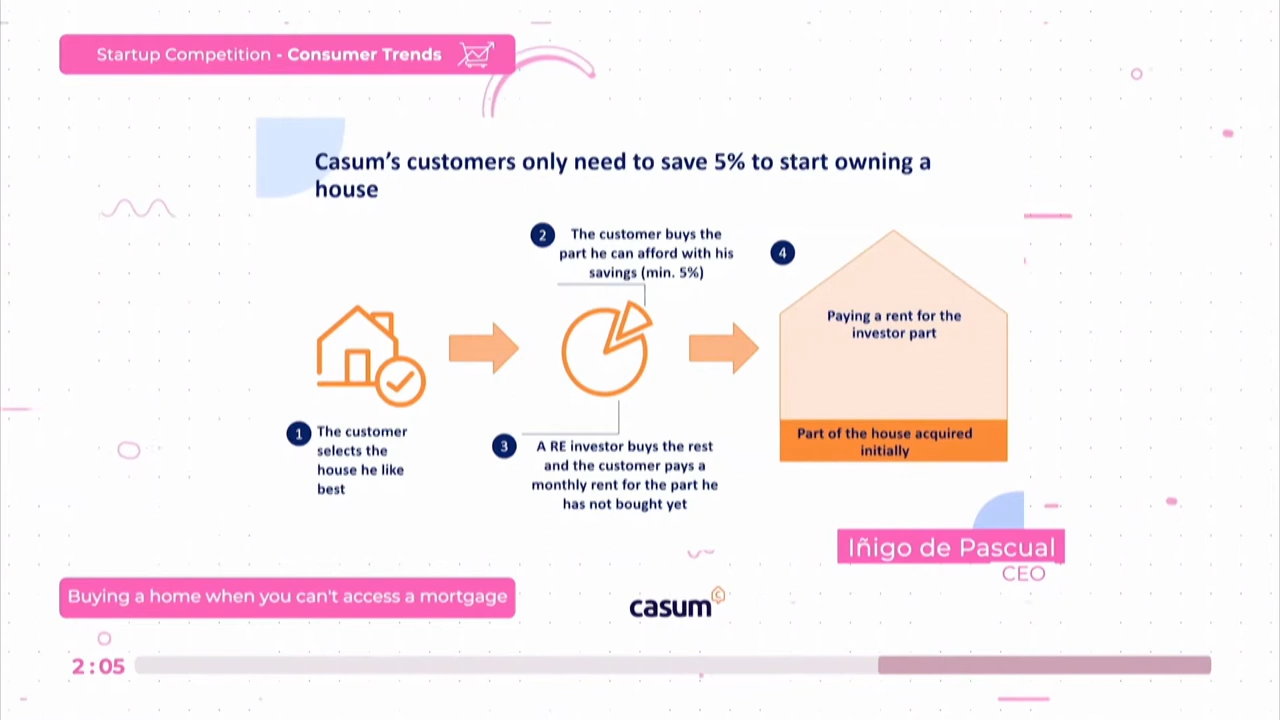 Startup Competition - Consumer Trends
Casum's customers only need to save 5% to start owning a
house
1
The customer
selects the
house he like
best
2
The customer buys the
part he can afford with his
savings (min. 5%)
3
A RE investor buys the rest
and the customer pays a
monthly rent for the part he
has not bought yet
4
Paying a rent for the
investor part
Part of the house acquired
initially
Iñigo de Pascual
CEO
Buying a home when you can't access a mortgage
casum
2:05